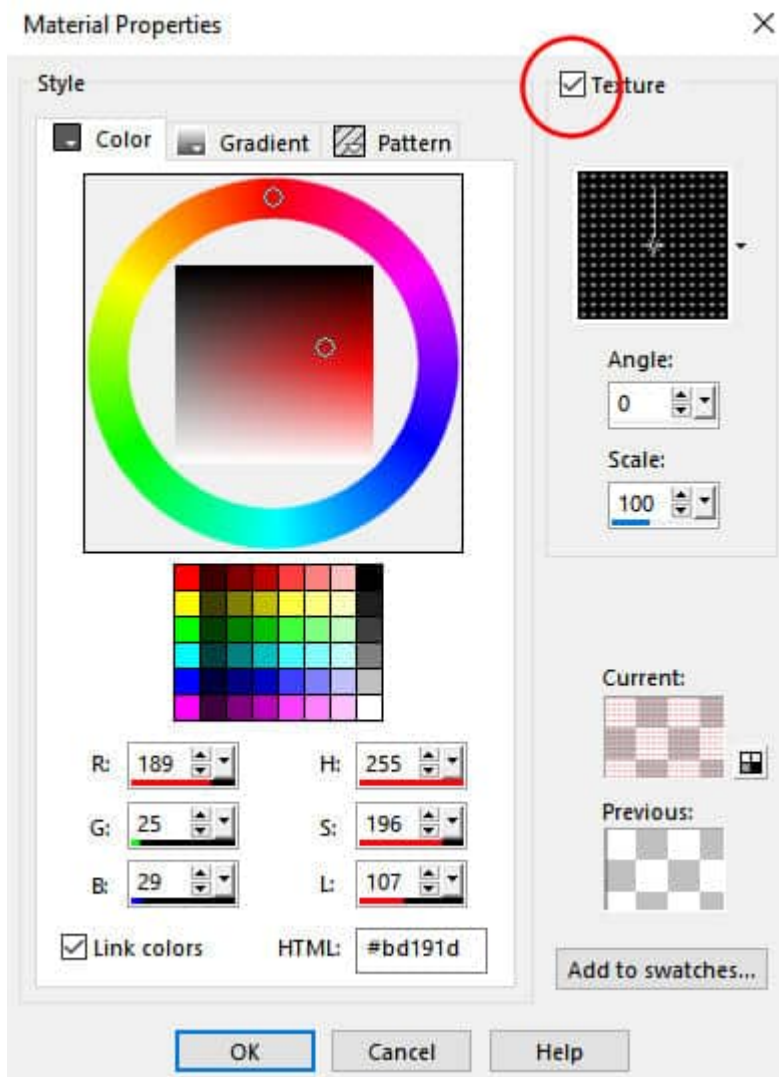 Material Properties
Style
Texture
Color Gradient Pattern
Angle:
0
Scale:
100
Current:
R: 189 H: 255
Previous:
G: 25 S: 196
B: 29 L: 107
Link colors HTML: #bd191d
Add to swatches...
OK Cancel Help